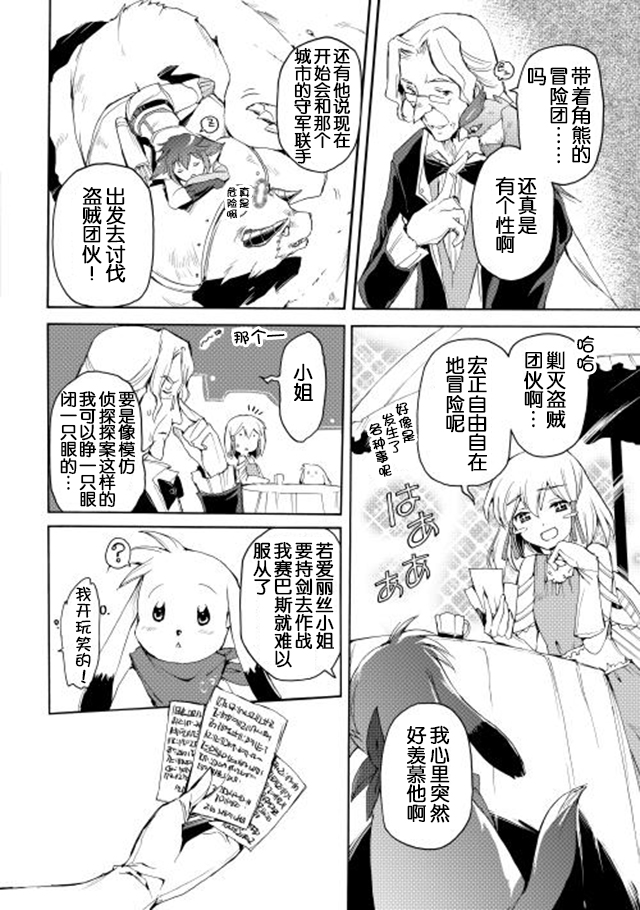 带着角熊的
冒险团……
吗
还真是
有个性啊
还有他说现在
开始会和那个
城市的守军联手
真是
危险啊
出发去讨伐
盗贼团伙！
哈
哈
剿灭盗贼
团伙啊…
宏正自由自在
地冒险呢
好像是
发生了
各种事呢
はぁぁ
ぁぁ
我心里突然
好羡慕他啊
那个—
小姐
要是像模仿
侦探探案这样的
我可以睁一只眼
闭一只眼的…
若爱丽丝小姐
要持剑去作战
我赛巴斯就难以
服从了
?
我开玩笑的！